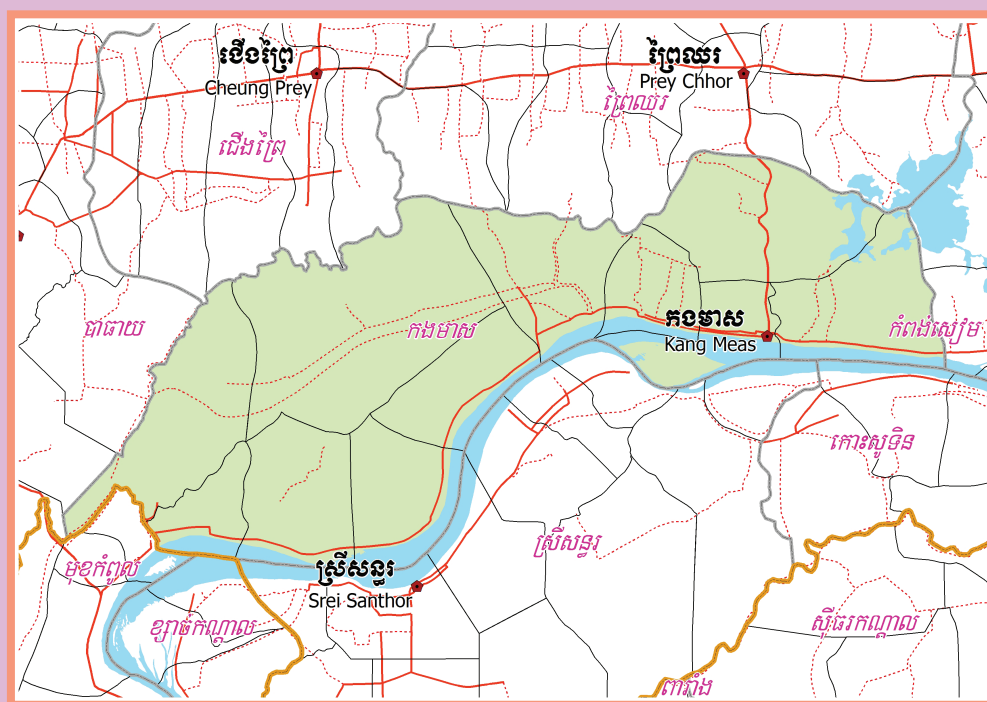 ជើងព្រៃ
Cheung Prey
ព្រៃឈរ
Prey Chhor
ព្រៃឈរ
ជើងព្រៃ
បាធាយ
កងមាស
កងមាស
Kang Meas
កំពង់សៀម
កោះសូទិន
ស្រីសន្ធរ
មុខកំពូល
ស្រីសន្ធរ
Srei Santhor
ខ្សាច់កណ្ដាល
ស៊ីធរកណ្ដាល
ពារាំង